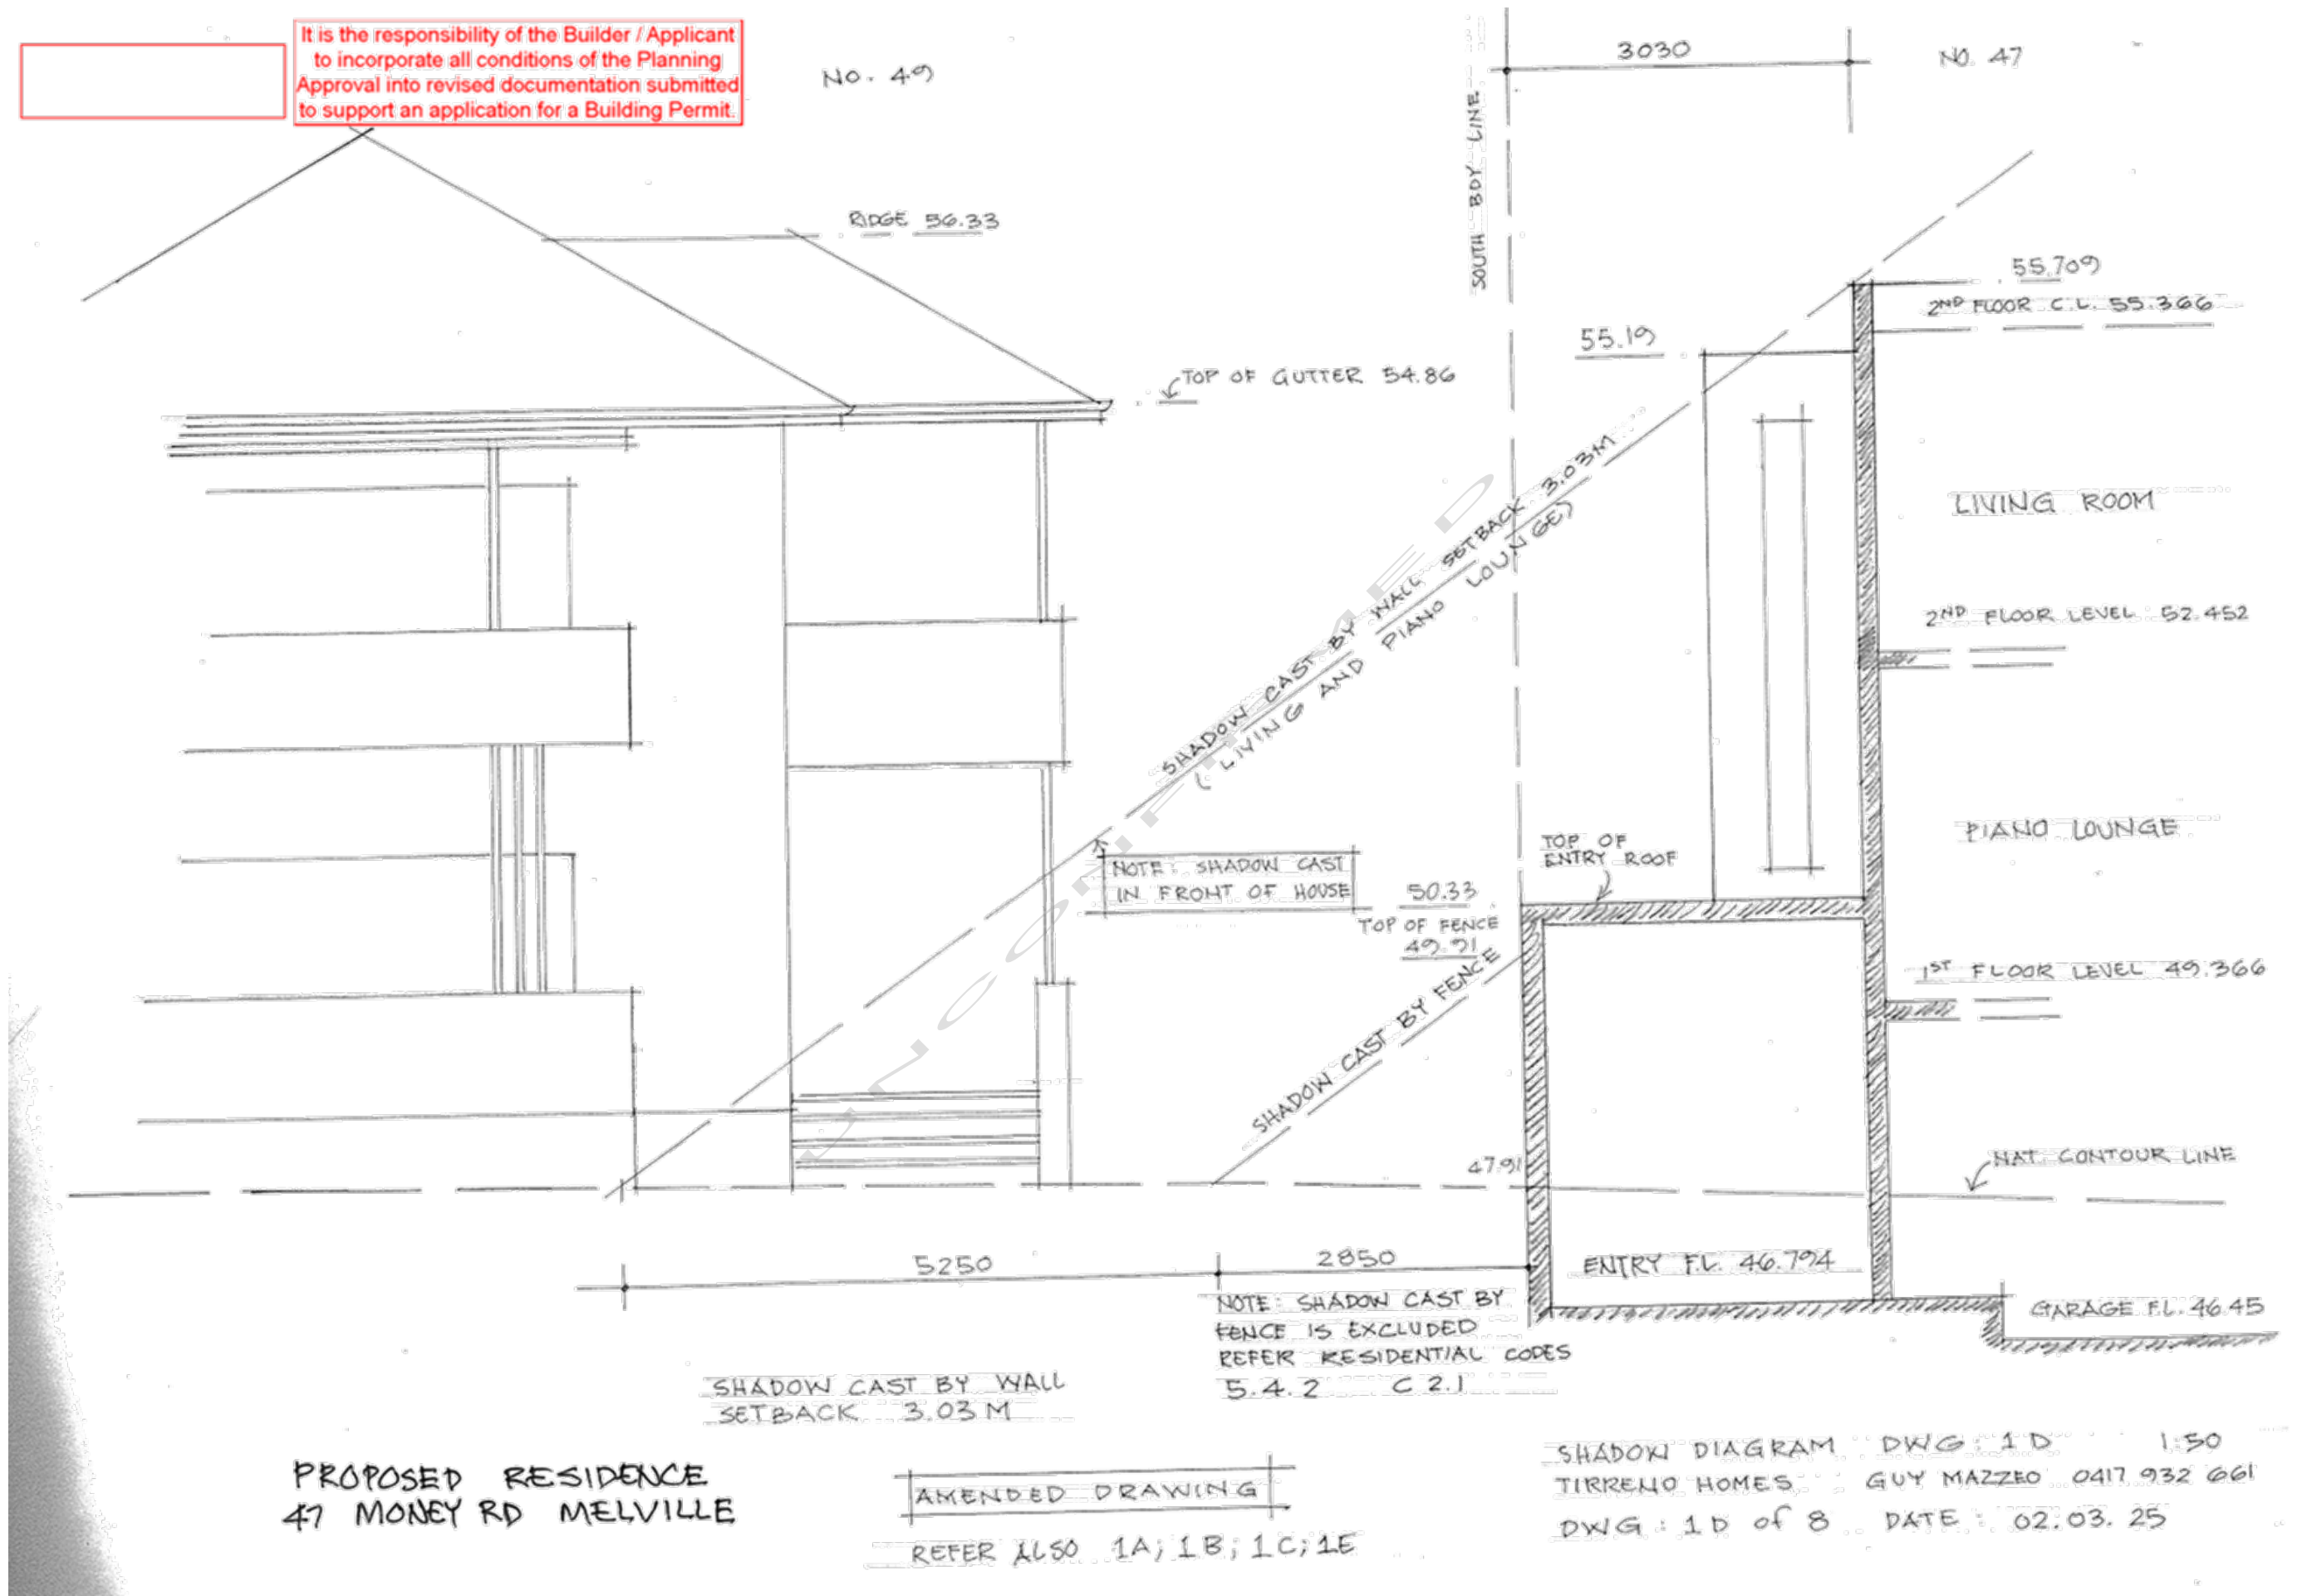 It is the responsibility of the Builder / Applicant
to incorporate all conditions of the Planning
Approval into revised documentation submitted
to support an application for a Building Permit.
NO. 49
3030
NO. 47
SOUTH BDY LINE
RIDGE 56.33
55.709
2ND FLOOR C.L. 55.366
55.19
TOP OF GUTTER 54.86
SHADOW CAST BY WALL SETBACK 3.03M
(LIVING AND PIANO LOUNGE)
LIVING ROOM
2ND FLOOR LEVEL 52.452
PIANO LOUNGE
TOP OF
ENTRY ROOF
NOTE: SHADOW CAST
IN FRONT OF HOUSE
50.33
TOP OF FENCE
49.91
SHADOW CAST BY FENCE
1ST FLOOR LEVEL 49.366
47.91
NAT. CONTOUR LINE
5250
2850
ENTRY F.L. 46.794
GARAGE F.L. 46.45
NOTE: SHADOW CAST BY
FENCE IS EXCLUDED
REFER RESIDENTIAL CODES
5.4.2 C 2.1
SHADOW CAST BY WALL
SETBACK 3.03 M
PROPOSED RESIDENCE
47 MONEY RD MELVILLE
AMENDED DRAWING
REFER ALSO 1A; 1B; 1C; 1E
SHADOW DIAGRAM DWG: 1D 1:50
TIRRENO HOMES : GUY MAZZEO 0417 932 661
DWG: 1D of 8 DATE: 02.03.25